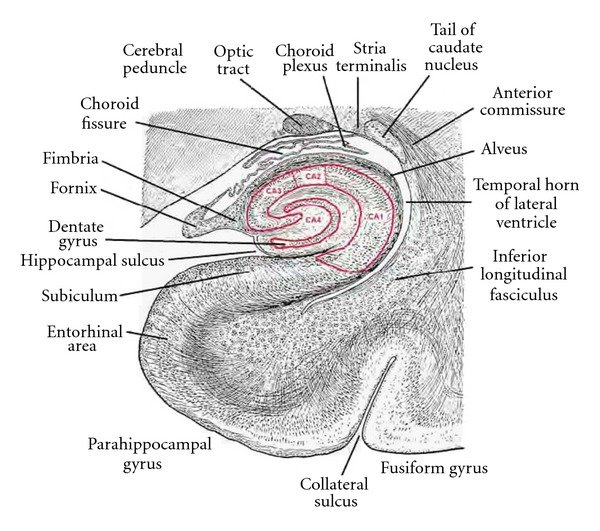 Cerebral
peduncle
Optic
tract
Choroid
plexus
Stria
terminalis
Tail of
caudate
nucleus
Anterior
commissure
Choroid
fissure
Alveus
Fimbria
Fornix
Temporal horn
of lateral
ventricle
CA3
CA2
CA4
CA1
Dentate
gyrus
Hippocampal sulcus
Subiculum
Inferior
longitudinal
fasciculus
Entorhinal
area
Parahippocampal
gyrus
Collateral
sulcus
Fusiform gyrus